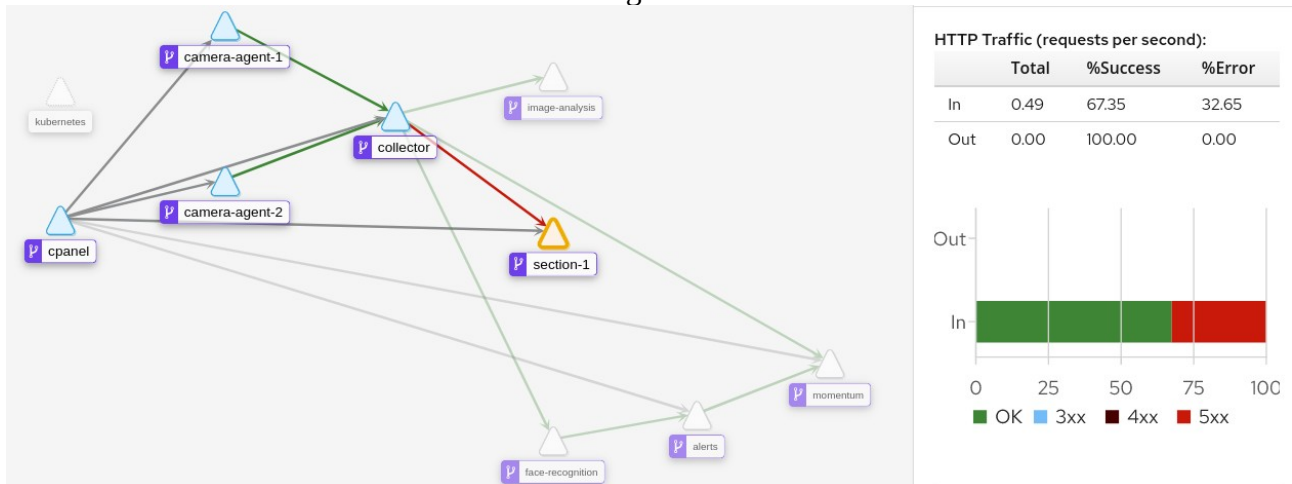 camera-agent-1
kubernetes
image-analysis
collector
camera-agent-2
cpanel
section-1
momentum
alerts
face-recognition
HTTP Traffic (requests per second):
Total %Success %Error
In 0.49 67.35 32.65
Out 0.00 100.00 0.00
Out
In
0 25 50 75 100
OK 3xx 4xx 5xx